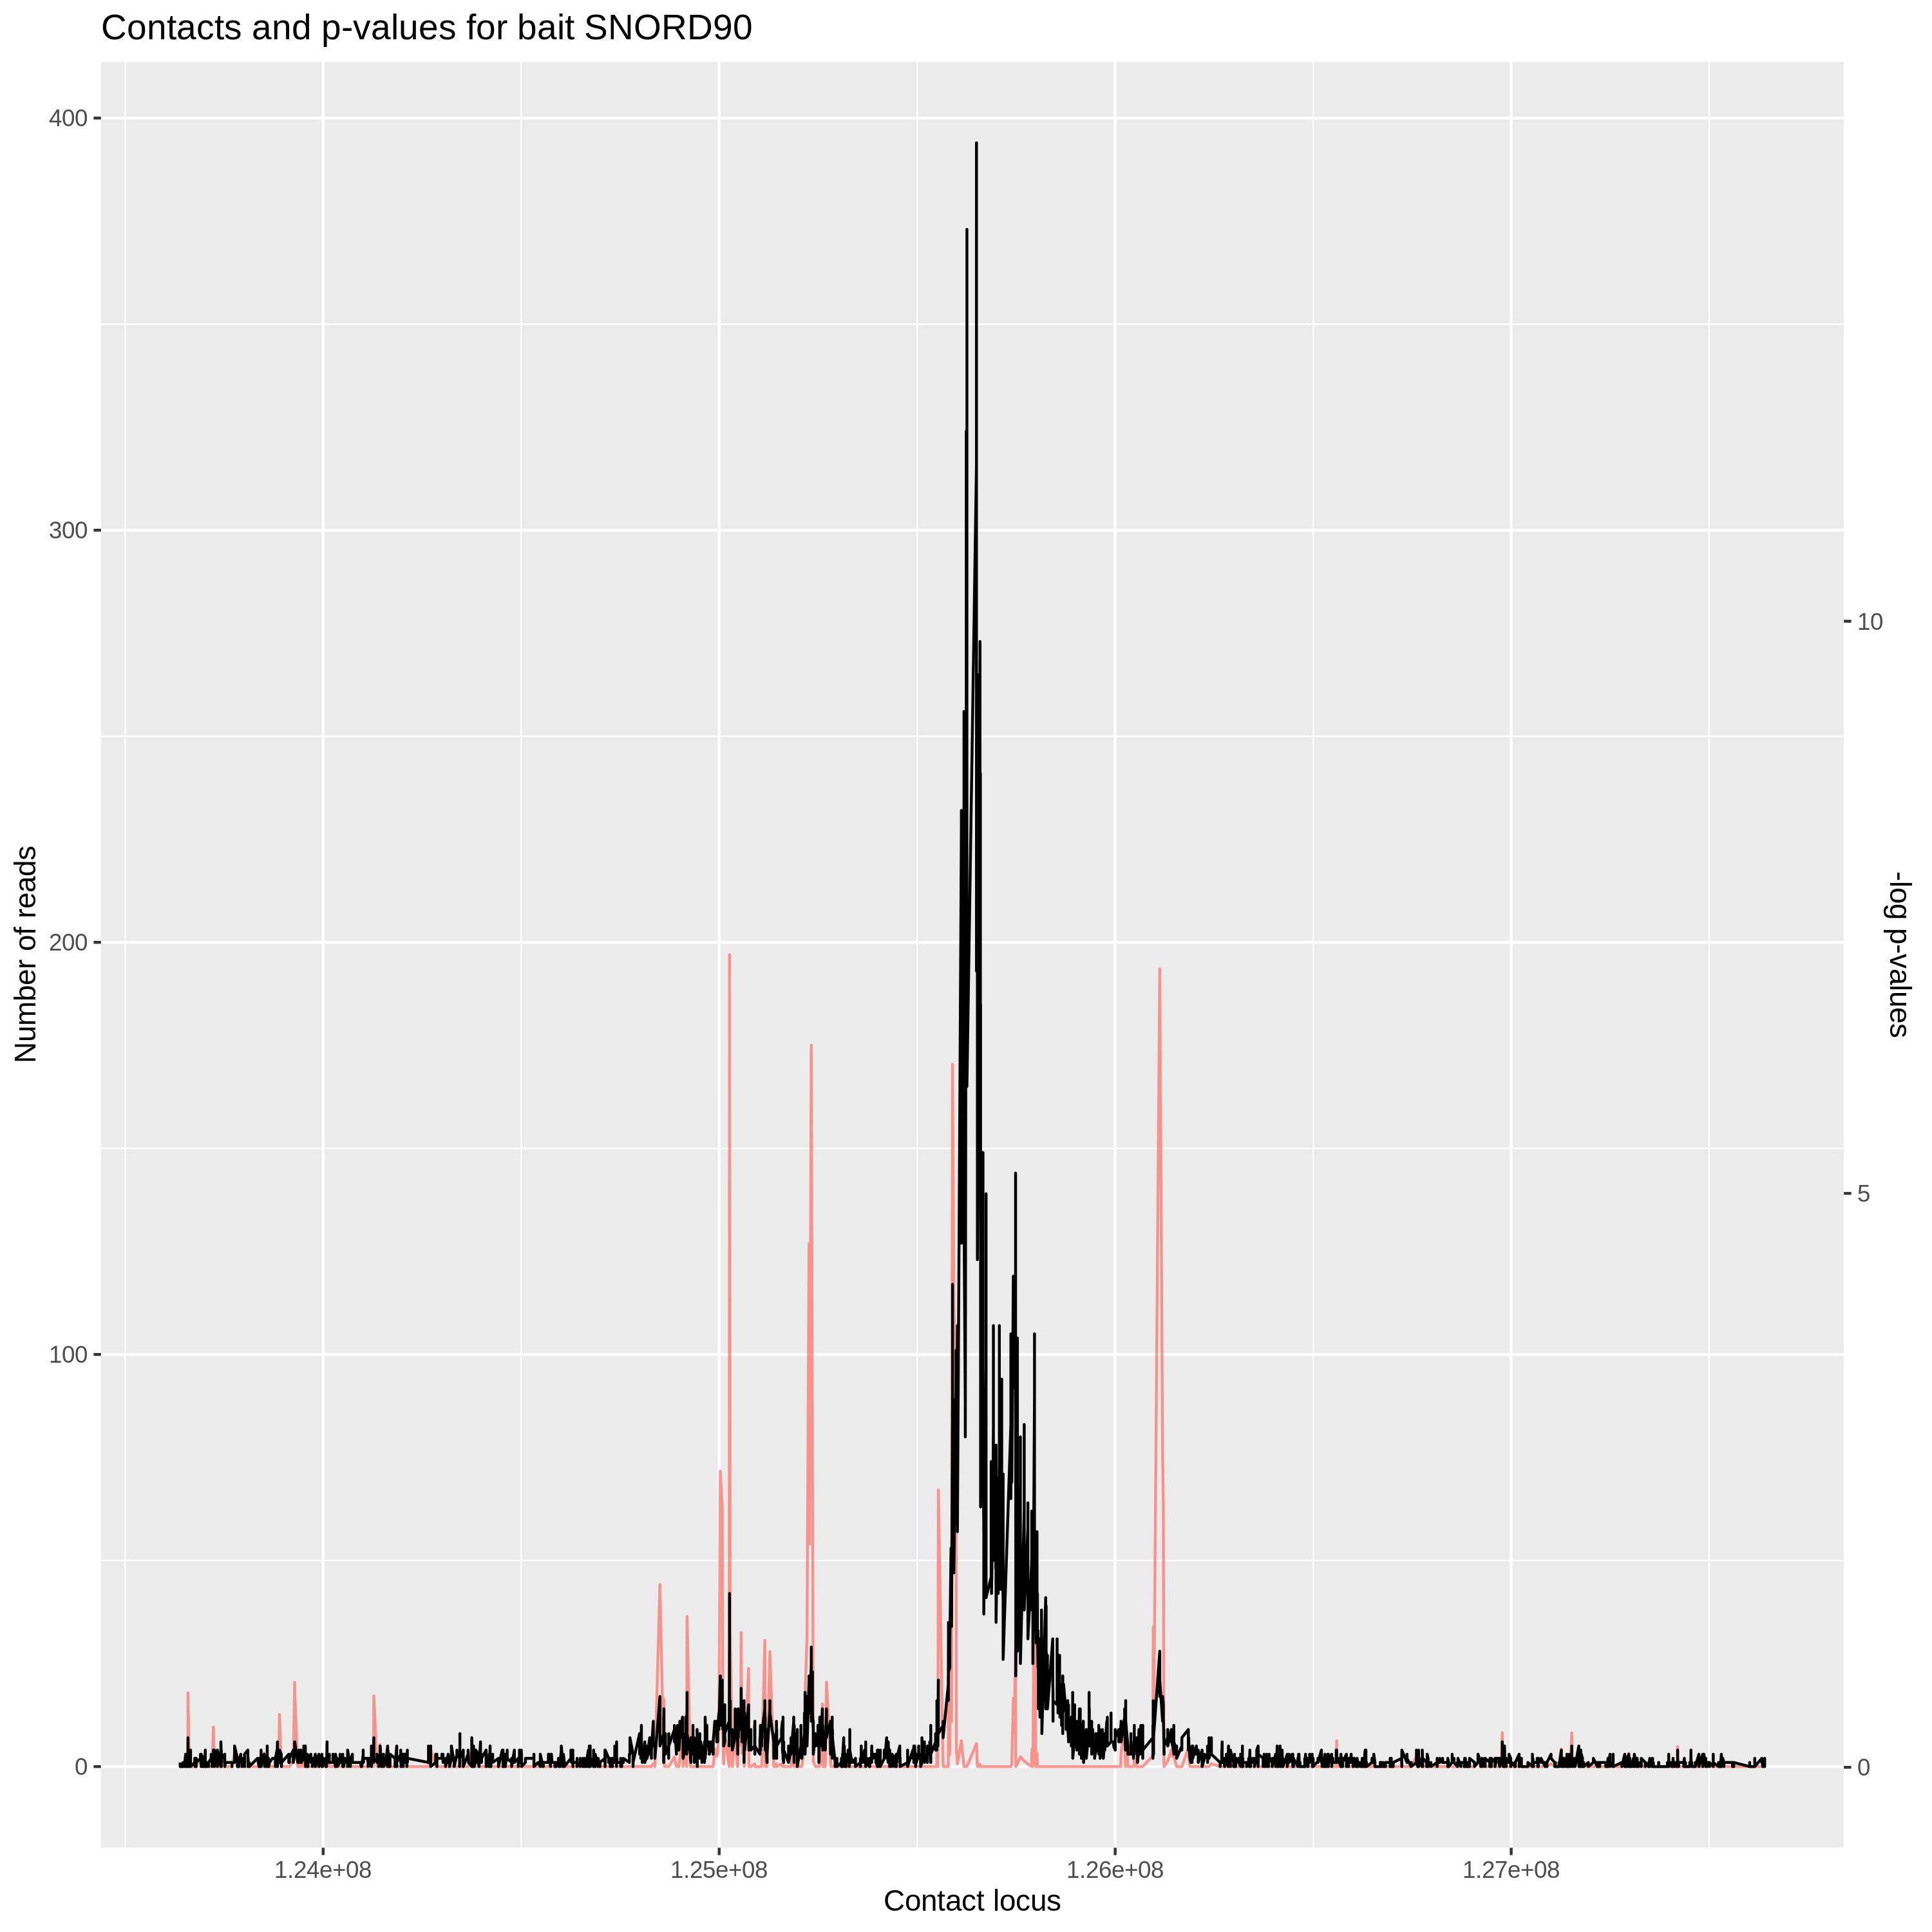 Contacts and p-values for bait SNORD90
400
300
200
100
0
Number of reads
10
5
0
-log p-values
1.24e+08
1.25e+08
1.26e+08
1.27e+08
Contact locus